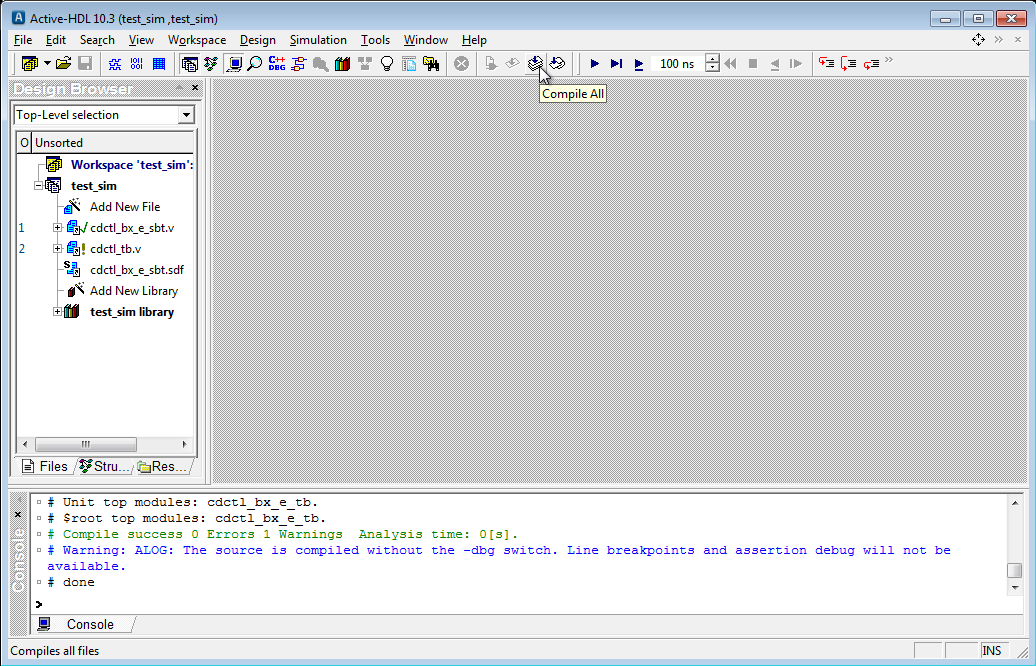 Active-HDL 10.3 (test_sim ,test_sim)
File Edit Search View Workspace Design Simulation Tools Window Help
100 ns
Compile All
Design Browser
Top-Level selection
O Unsorted
Workspace 'test_sim':
test_sim
Add New File
1 cdctl_bx_e_sbt.v
2 cdctl_tb.v
cdctl_bx_e_sbt.sdf
Add New Library
test_sim library
Files Stru... Res...
Console
# Unit top modules: cdctl_bx_e_tb.
# $root top modules: cdctl_bx_e_tb.
# Compile success 0 Errors 1 Warnings  Analysis time: 0[s].
# Warning: ALOG: The source is compiled without the -dbg switch. Line breakpoints and assertion debug will not be
available.
# done
>
Console
Compiles all files INS